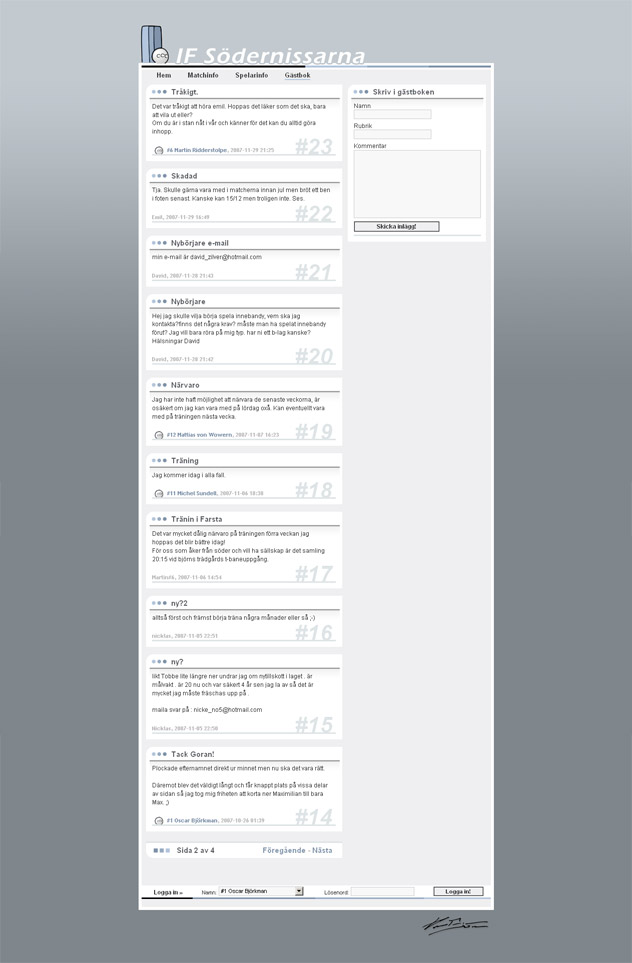 IF Södernissarna
Hem Matchinfo Spelarinfo Gästbok
Tråkigt.
Det var tråkigt att höra emil. Hoppas det läker som det ska, bara
att vila ut eller?
Om du är i stan nåt i vår och känner för det kan du alltid göra
inhopp.
#6 Martin Ridderstolpe, 2007-11-29 21:25
#23
Skadad
Tja. Skulle gärna vara med i matcherna innan jul men bröt ett ben
i foten senast. Kanske kan 15/12 men troligen inte. Ses.
Emil, 2007-11-29 16:49
#22
Nybörjare e-mail
min e-mail är david_zilver@hotmail.com
David, 2007-11-28 21:43
#21
Nybörjare
Hej jag skulle vilja börja spela innebandy, vem ska jag
kontakta?finns det några krav? måste man ha spelat innebandy
förut? Jag vill bara röra på mig typ. har ni ett b-lag kanske?
Hälsningar David
David, 2007-11-28 21:42
#20
Närvaro
Jag har inte haft möjlighet att närvara de senaste veckorna, är
osäkert om jag kan vara med på lördag oxå. Kan eventuellt vara
med på träningen nästa vecka.
#12 Mattias von Wowern, 2007-11-07 16:23
#19
Träning
Jag kommer idag i alla fall.
#11 Michel Sundell, 2007-11-06 18:38
#18
Tränin i Farsta
Det var mycket dålig närvaro på träningen förra veckan jag
hoppas det blir bättre idag!
För oss som åker från söder och vill ha sällskap är det samling
20:15 vid björns trädgårds t-baneuppgång.
Martin#6, 2007-11-06 14:54
#17
ny?2
alltså först och främst börja träna några månader eller så ;-)
nicklas, 2007-11-05 22:51
#16
ny?
likt Tobbe lite längre ner undrar jag om nytillskott i laget . är
målvakt . är 20 nu och var säkert 4 år sen jag la av så det är
mycket jag måste fräschas upp på .
maila svar på : nicke_no5@hotmail.com
Nicklas, 2007-11-05 22:50
#15
Tack Goran!
Plockade efternamnet direkt ur minnet men nu ska det vara rätt.
Däremot blev det väldigt långt och får knappt plats på vissa delar
av sidan så jag tog mig friheten att korta ner Maximilian till bara
Max. ;)
#1 Oscar Björkman, 2007-10-26 01:29
#14
Sida 2 av 4 Föregående - Nästa
Skriv i gästboken
Namn
Rubrik
Kommentar
Skicka inlägg!
Logga in » Namn: #1 Oscar Björkman Lösenord: Logga in!